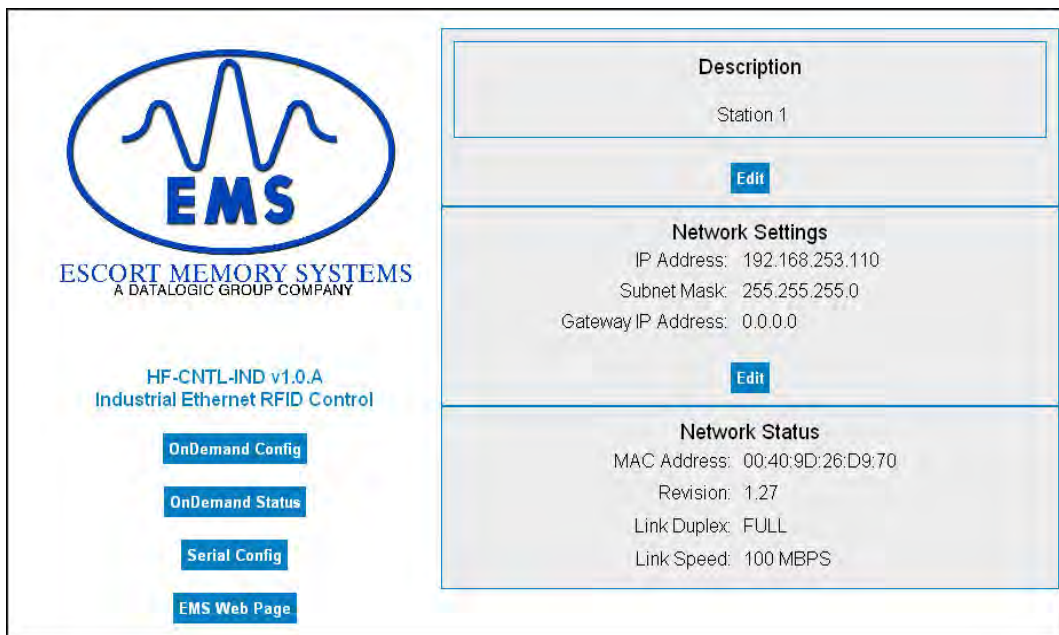 EMS
ESCORT MEMORY SYSTEMS
A DATALOGIC GROUP COMPANY
HF-CNTL-IND v1.0.A
Industrial Ethernet RFID Control
OnDemand Config
OnDemand Status
Serial Config
EMS Web Page
Description
Station 1
Edit
Network Settings
IP Address: 192.168.253.110
Subnet Mask: 255.255.255.0
Gateway IP Address: 0.0.0.0
Edit
Network Status
MAC Address: 00:40:9D:26:D9:70
Revision: 1.27
Link Duplex: FULL
Link Speed: 100 MBPS